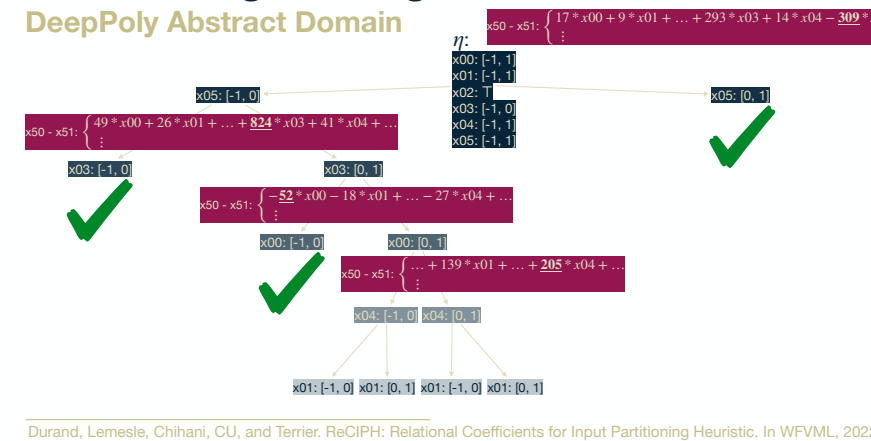 DeepPoly Abstract Domain
x50 - x51: { 17 * x00 + 9 * x01 + … + 293 * x03 + 14 * x04 − 309 *
⋮
η:
x00: [-1, 1]
x01: [-1, 1]
x02: ⊤
x03: [-1, 0]
x04: [-1, 1]
x05: [-1, 1]
x05: [-1, 0]
x05: [0, 1]
x50 - x51: { 49 * x00 + 26 * x01 + … + 824 * x03 + 41 * x04 + …
⋮
x03: [-1, 0]
x03: [0, 1]
x50 - x51: { −52 * x00 − 18 * x01 + … − 27 * x04 + …
⋮
x00: [-1, 0]
x00: [0, 1]
x50 - x51: { … + 139 * x01 + … + 205 * x04 + …
⋮
x04: [-1, 0] x04: [0, 1]
x01: [-1, 0] x01: [0, 1] x01: [-1, 0] x01: [0, 1]
Durand, Lemesle, Chihani, CU, and Terrier. ReCIPH: Relational Coefficients for Input Partitioning Heuristic. In WFVML, 2022